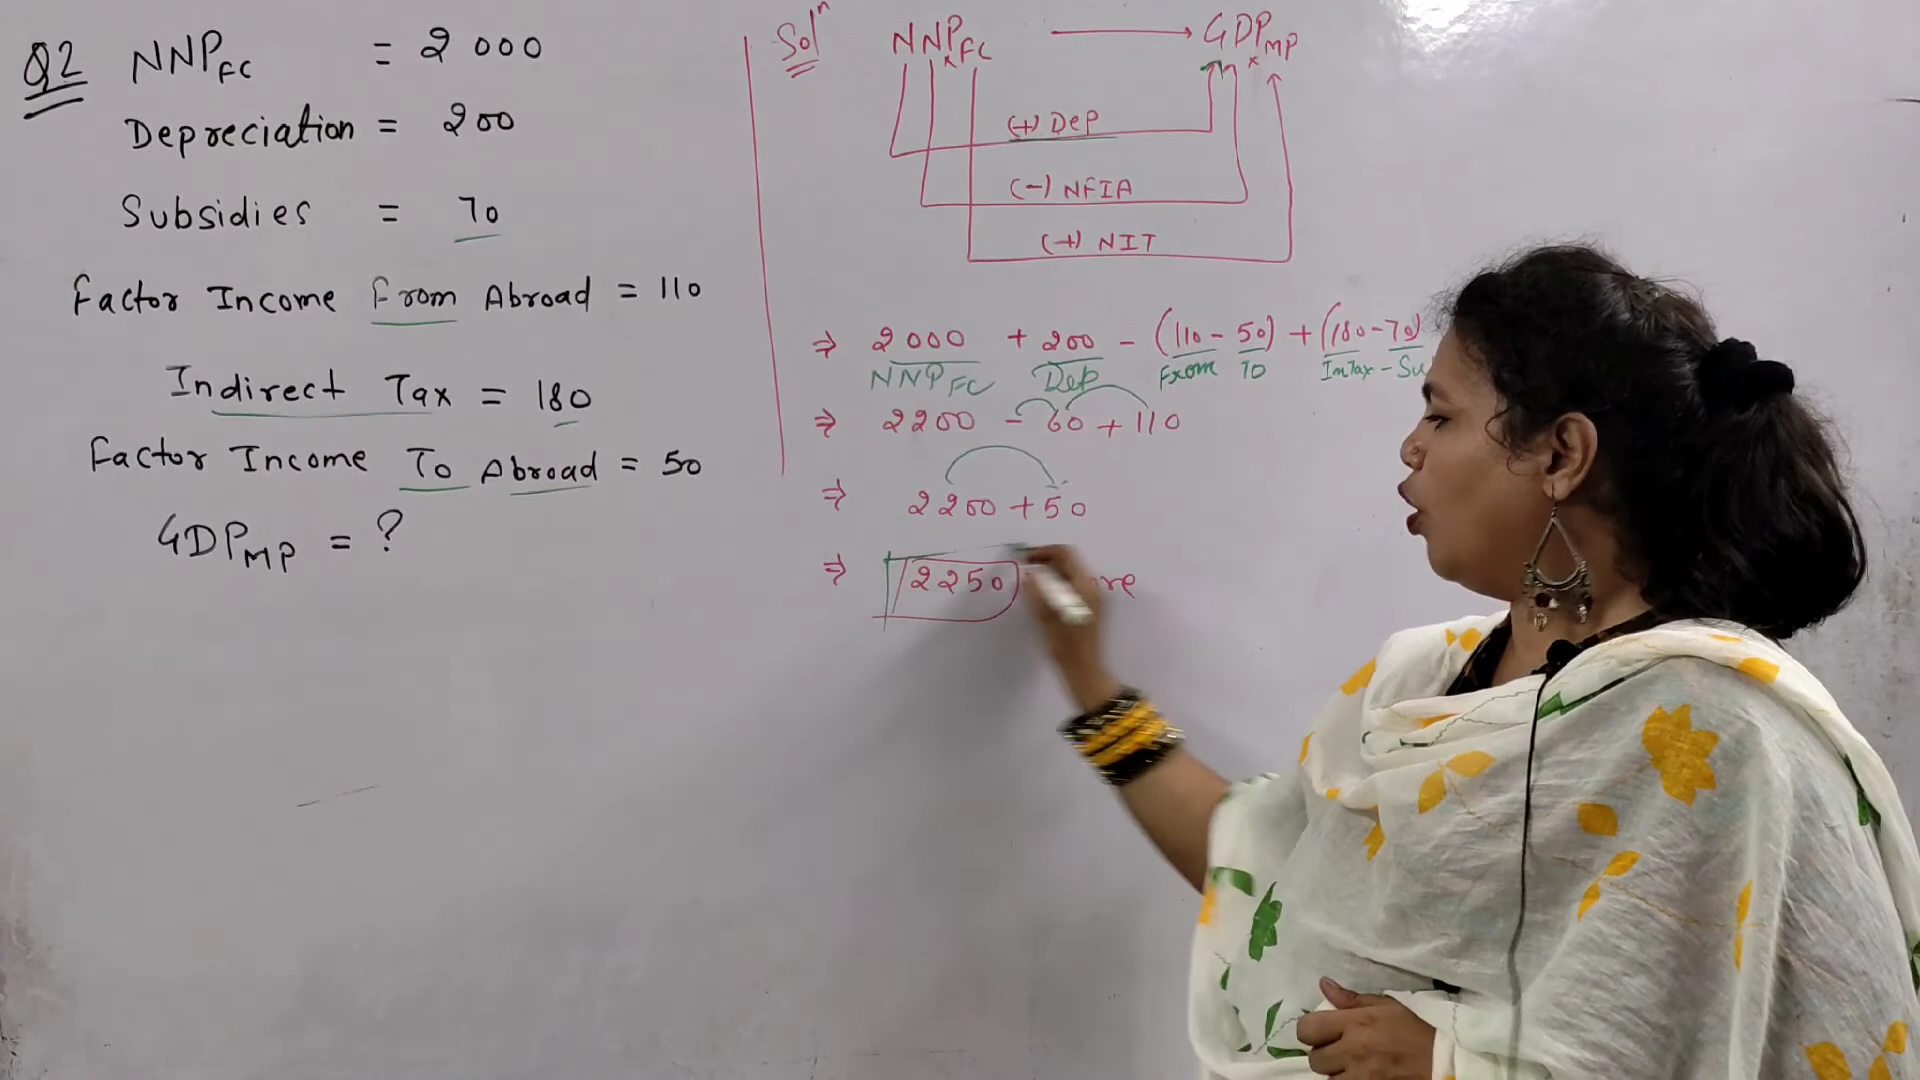 Q2 NNPFC = 2000
Depreciation = 200
Subsidies = 70
Factor Income From Abroad = 110
Indirect Tax = 180
Factor Income To Abroad = 50
GDPMP = ?
Solⁿ NNPFC → GDPMP
(+) Dep
(-) NFIA
(+) NIT
⇒ 2000 + 200 - (110 - 50) + (180 - 70)
NNPFC Dep From To InTax - Su
⇒ 2200 - 60 + 110
⇒ 2200 + 50
⇒ 2250